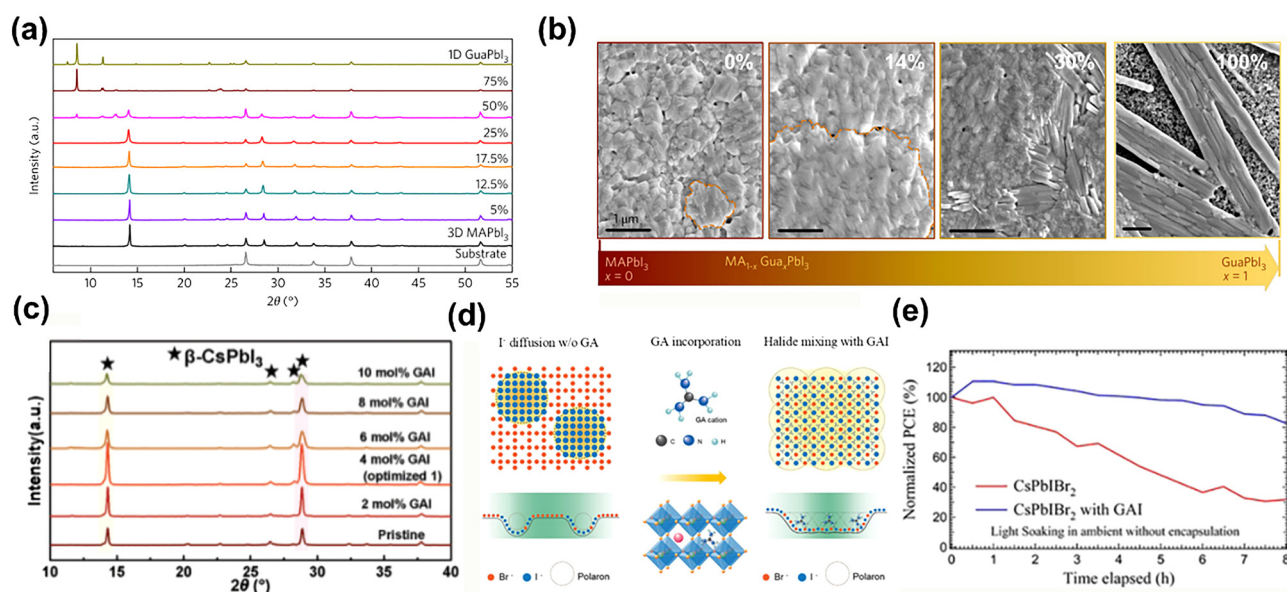 (a)
Intensity (a.u.)
1D GuaPbI₃
75%
50%
25%
17.5%
12.5%
5%
3D MAPbI₃
Substrate
10 15 20 25 30 35 40 45 50 55
2θ (°)
(b)
0%
14%
30%
100%
1 μm
MAPbI₃
x = 0
MA₁₋ₓ GuaₓPbI₃
GuaPbI₃
x = 1
(c)
Intensity(a.u.)
★β-CsPbI₃
10 mol% GAI
8 mol% GAI
6 mol% GAI
4 mol% GAI
(optimized 1)
2 mol% GAI
Pristine
10 15 20 25 30 35 40
2θ (°)
(d)
I⁻ diffusion w/o GA
GA incorporation
Halide mixing with GAI
GA cation
C N H
Br⁻ I⁻ Polaron
Br⁻ I⁻ Polaron
(e)
Normalized PCE (%)
120
100
80
60
40
20
0
CsPbIBr₂
CsPbIBr₂ with GAI
Light Soaking in ambient without encapsulation
0 1 2 3 4 5 6 7 8
Time elapsed (h)